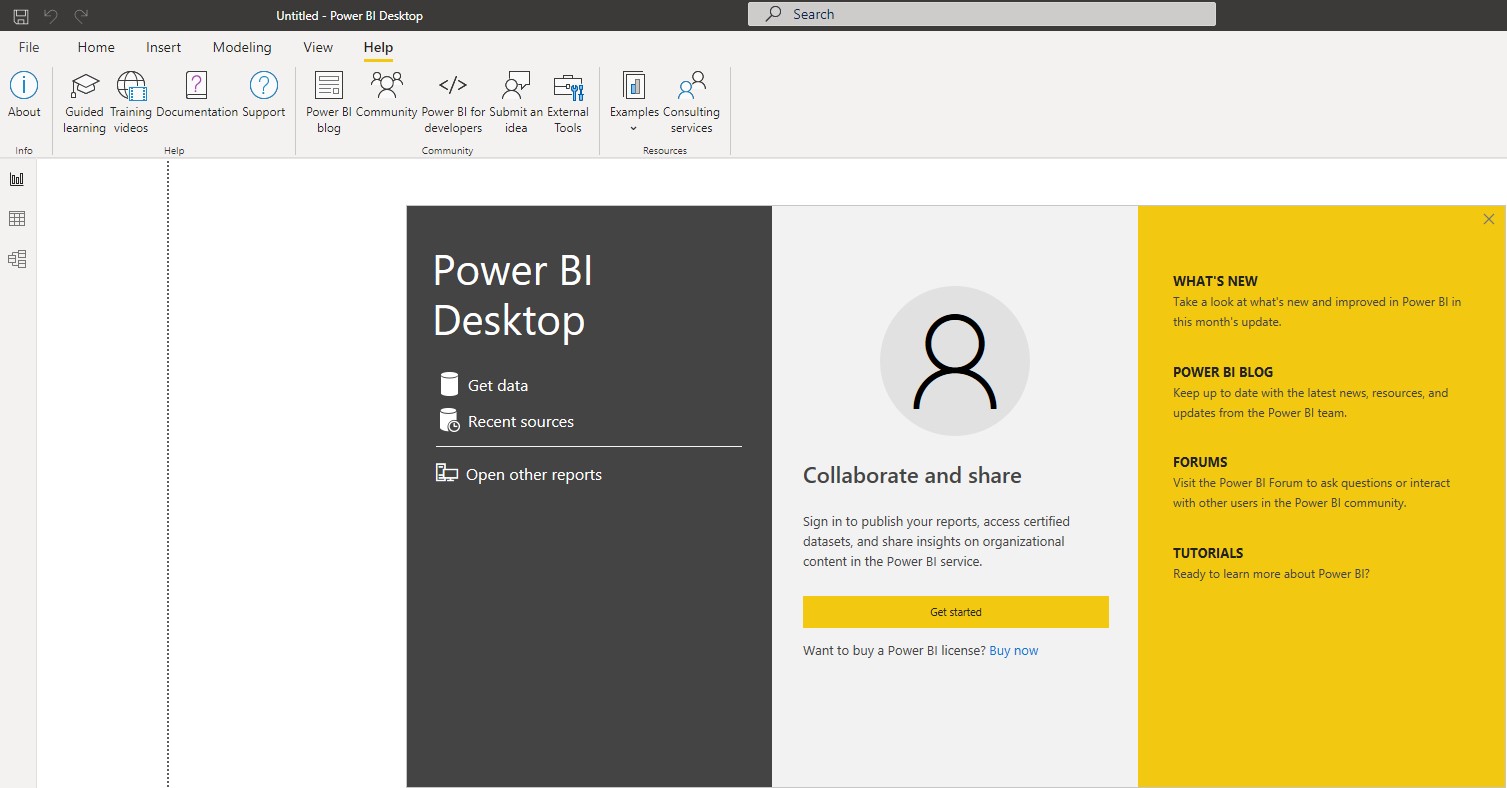 Untitled - Power BI Desktop
Search
File Home Insert Modeling View Help
About
Guided learning
Training videos
Documentation
Support
Power BI blog
Community
Power BI for developers
Submit an idea
External Tools
Examples
Consulting services
Info
Help
Community
Resources
Power BI
Desktop
Get data
Recent sources
Open other reports
Collaborate and share
Sign in to publish your reports, access certified
datasets, and share insights on organizational
content in the Power BI service.
Get started
Want to buy a Power BI license? Buy now
WHAT'S NEW
Take a look at what's new and improved in Power BI in
this month's update.
POWER BI BLOG
Keep up to date with the latest news, resources, and
updates from the Power BI team.
FORUMS
Visit the Power BI Forum to ask questions or interact
with other users in the Power BI community.
TUTORIALS
Ready to learn more about Power BI?